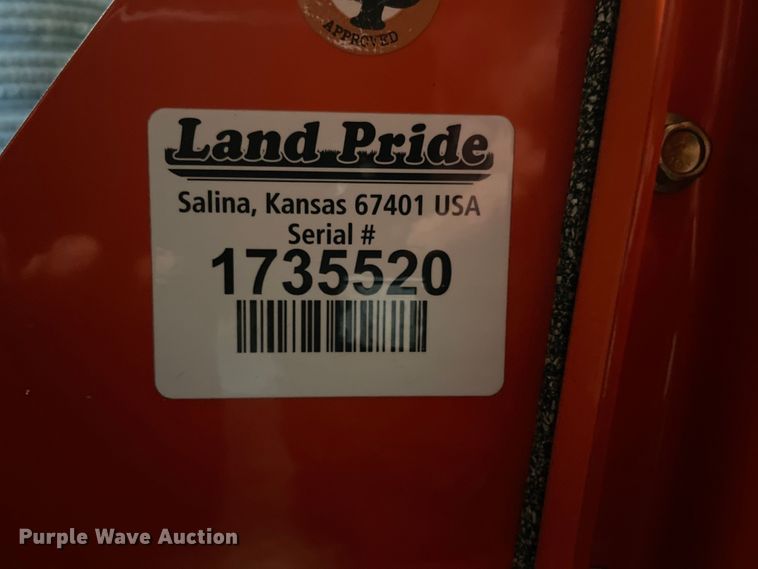 APPROVED
Land Pride
Salina, Kansas 67401 USA
Serial #
1735520
Purple Wave Auction